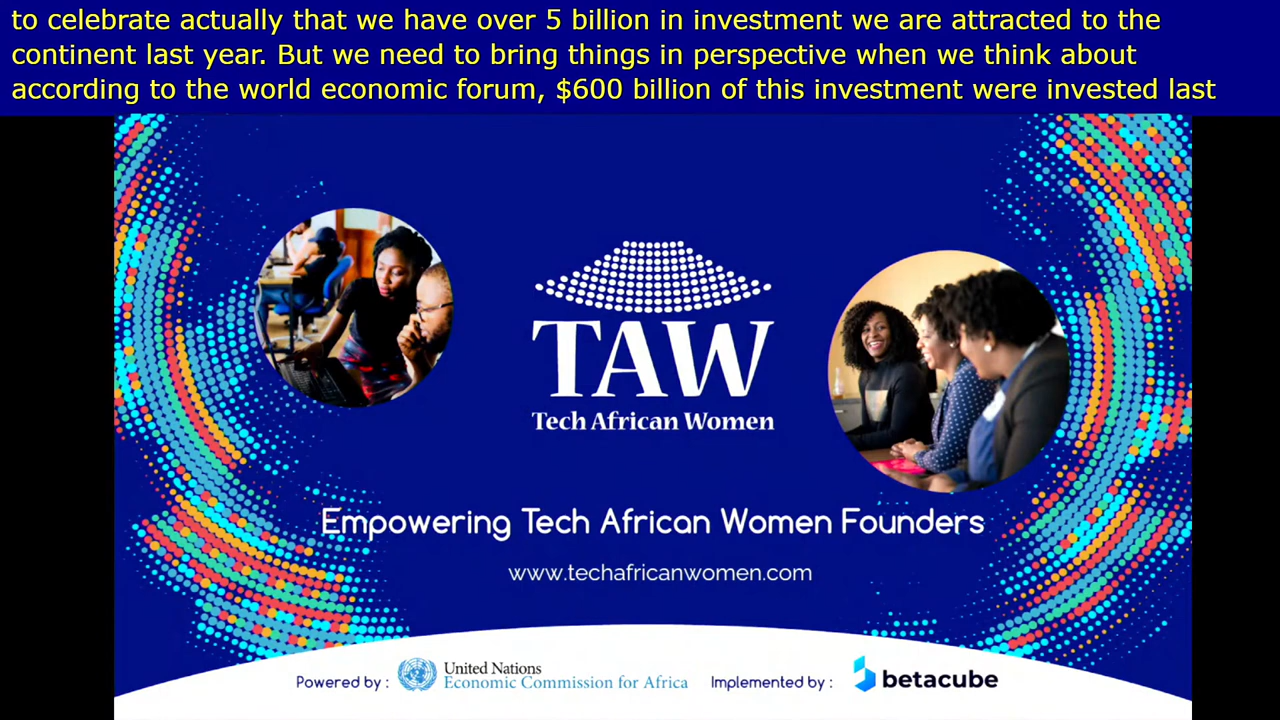 to celebrate actually that we have over 5 billion in investment we are attracted to the
continent last year. But we need to bring things in perspective when we think about
according to the world economic forum, $600 billion of this investment were invested last
TAW
Tech African Women
Empowering Tech African Women Founders
www.techafricanwomen.com
Powered by :
United Nations
Economic Commission for Africa
Implemented by :
betacube